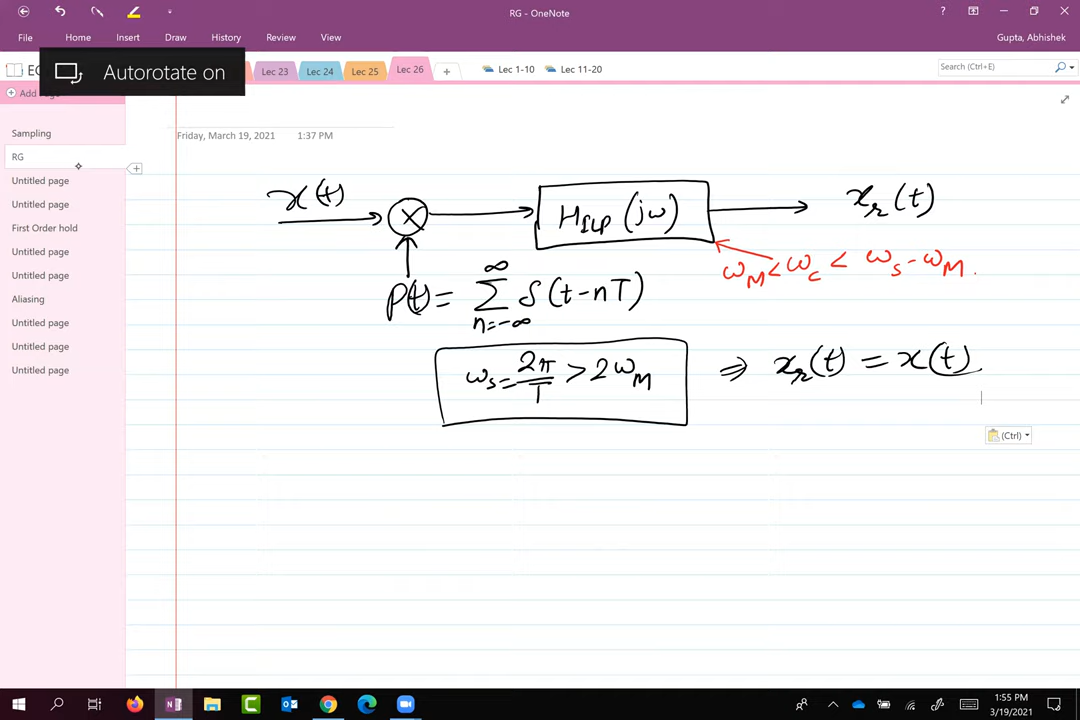 RG - OneNote
?
File Home Insert Draw History Review View
Gupta, Abhishek
Autorotate on
Lec 23 Lec 24 Lec 25 Lec 26 + Lec 1-10 Lec 11-20
Search (Ctrl+E)
Sampling
RG
Untitled page
Untitled page
First Order hold
Untitled page
Untitled page
Aliasing
Untitled page
Untitled page
Untitled page
Friday, March 19, 2021 1:37 PM
x(t) H_ILP (jω) x_r(t)
ω_M < ω_c < ω_s - ω_M.
p(t) = ∑_{n=-∞}^{∞} δ(t-nT)
ω_s = 2π/T > 2ω_M ⇒ x_r(t) = x(t)
(Ctrl)
1:55 PM
3/19/2021